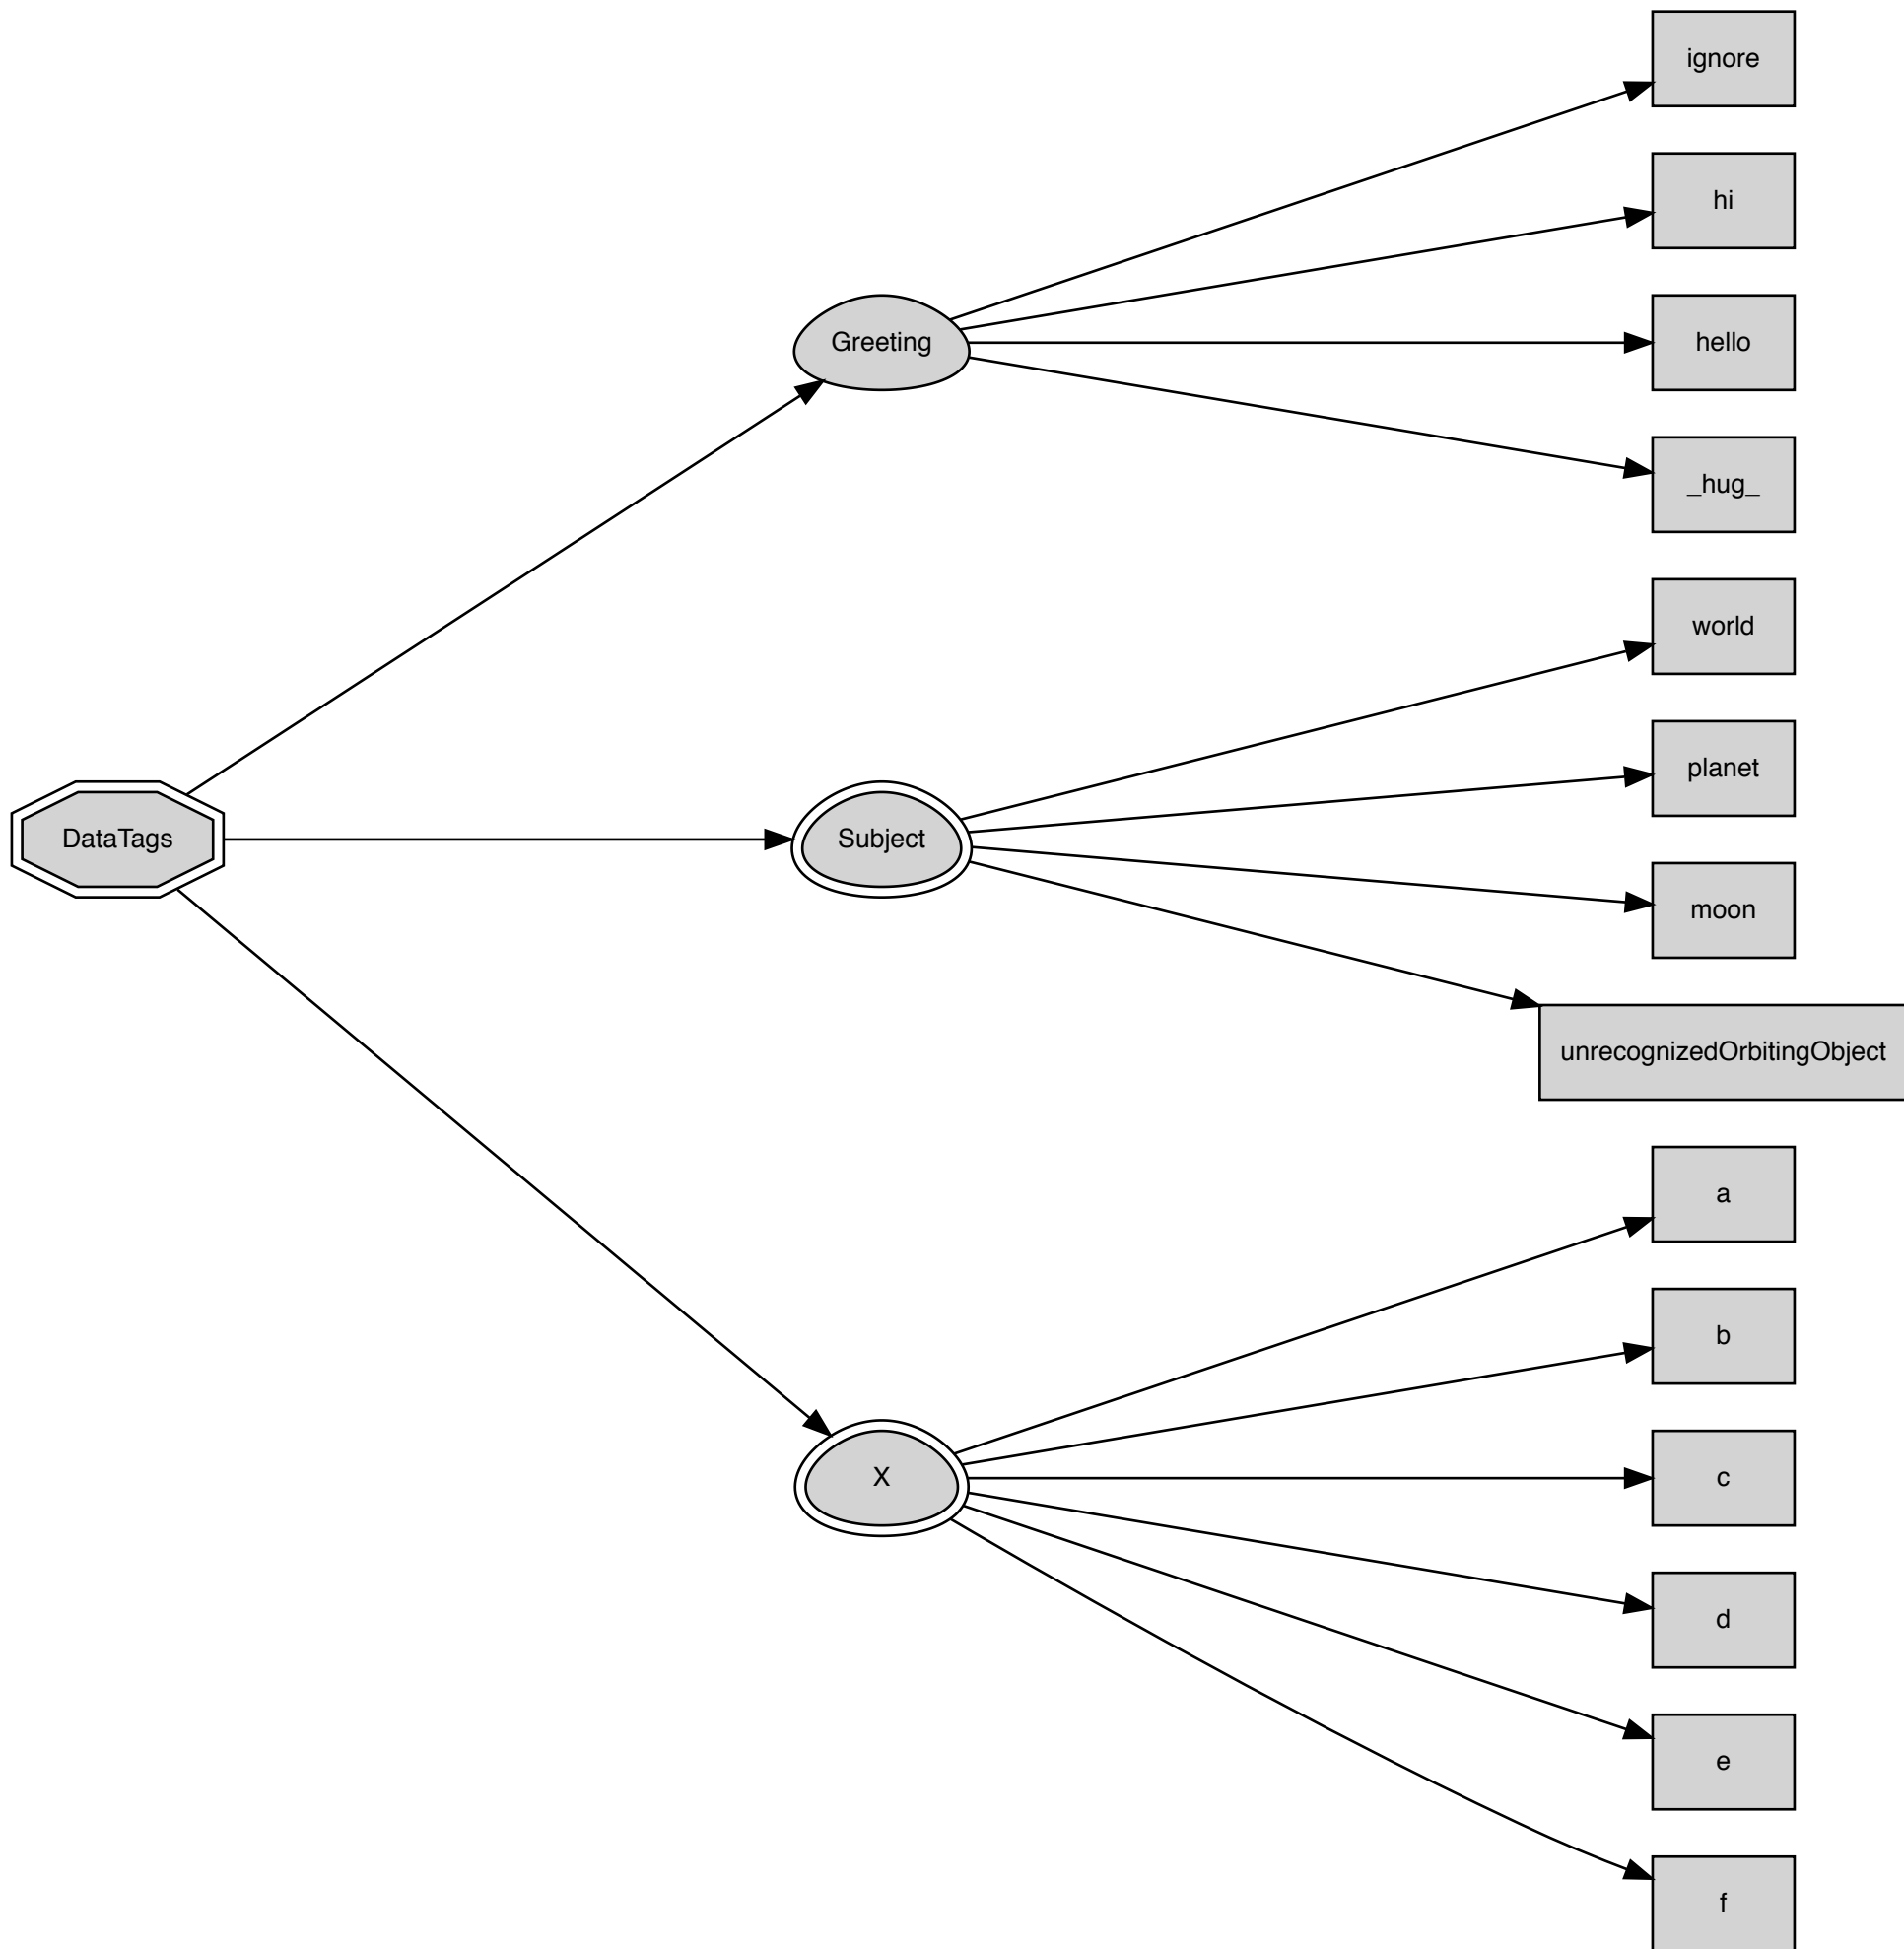 DataTags
Greeting
ignore
hi
hello
_hug_
Subject
world
planet
moon
unrecognizedOrbitingObject
X
a
b
c
d
e
f